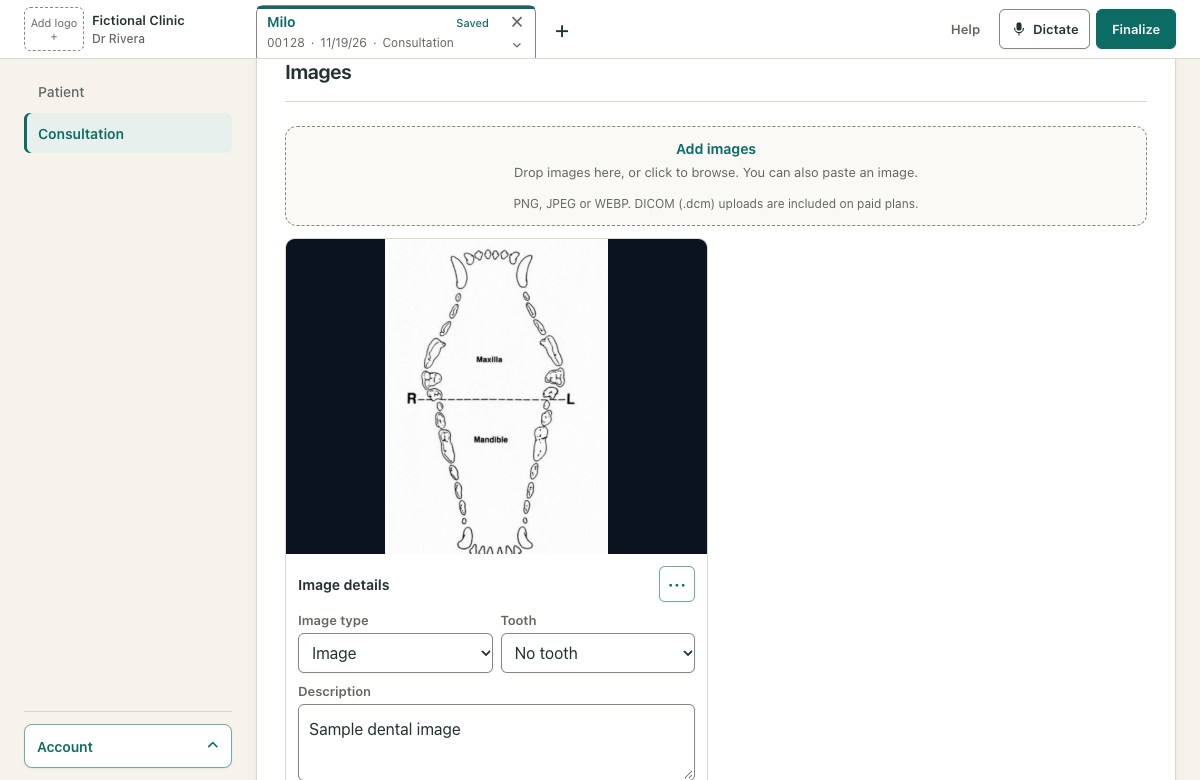 Add logo
+
Fictional Clinic
Dr Rivera
Milo
Saved
00128 · 11/19/26 · Consultation
Help
Dictate
Finalize
Patient
Consultation
Images
Add images
Drop images here, or click to browse. You can also paste an image.
PNG, JPEG or WEBP. DICOM (.dcm) uploads are included on paid plans.
Maxilla
R
L
Mandible
Image details
Image type
Tooth
Image
No tooth
Description
Sample dental image
Account